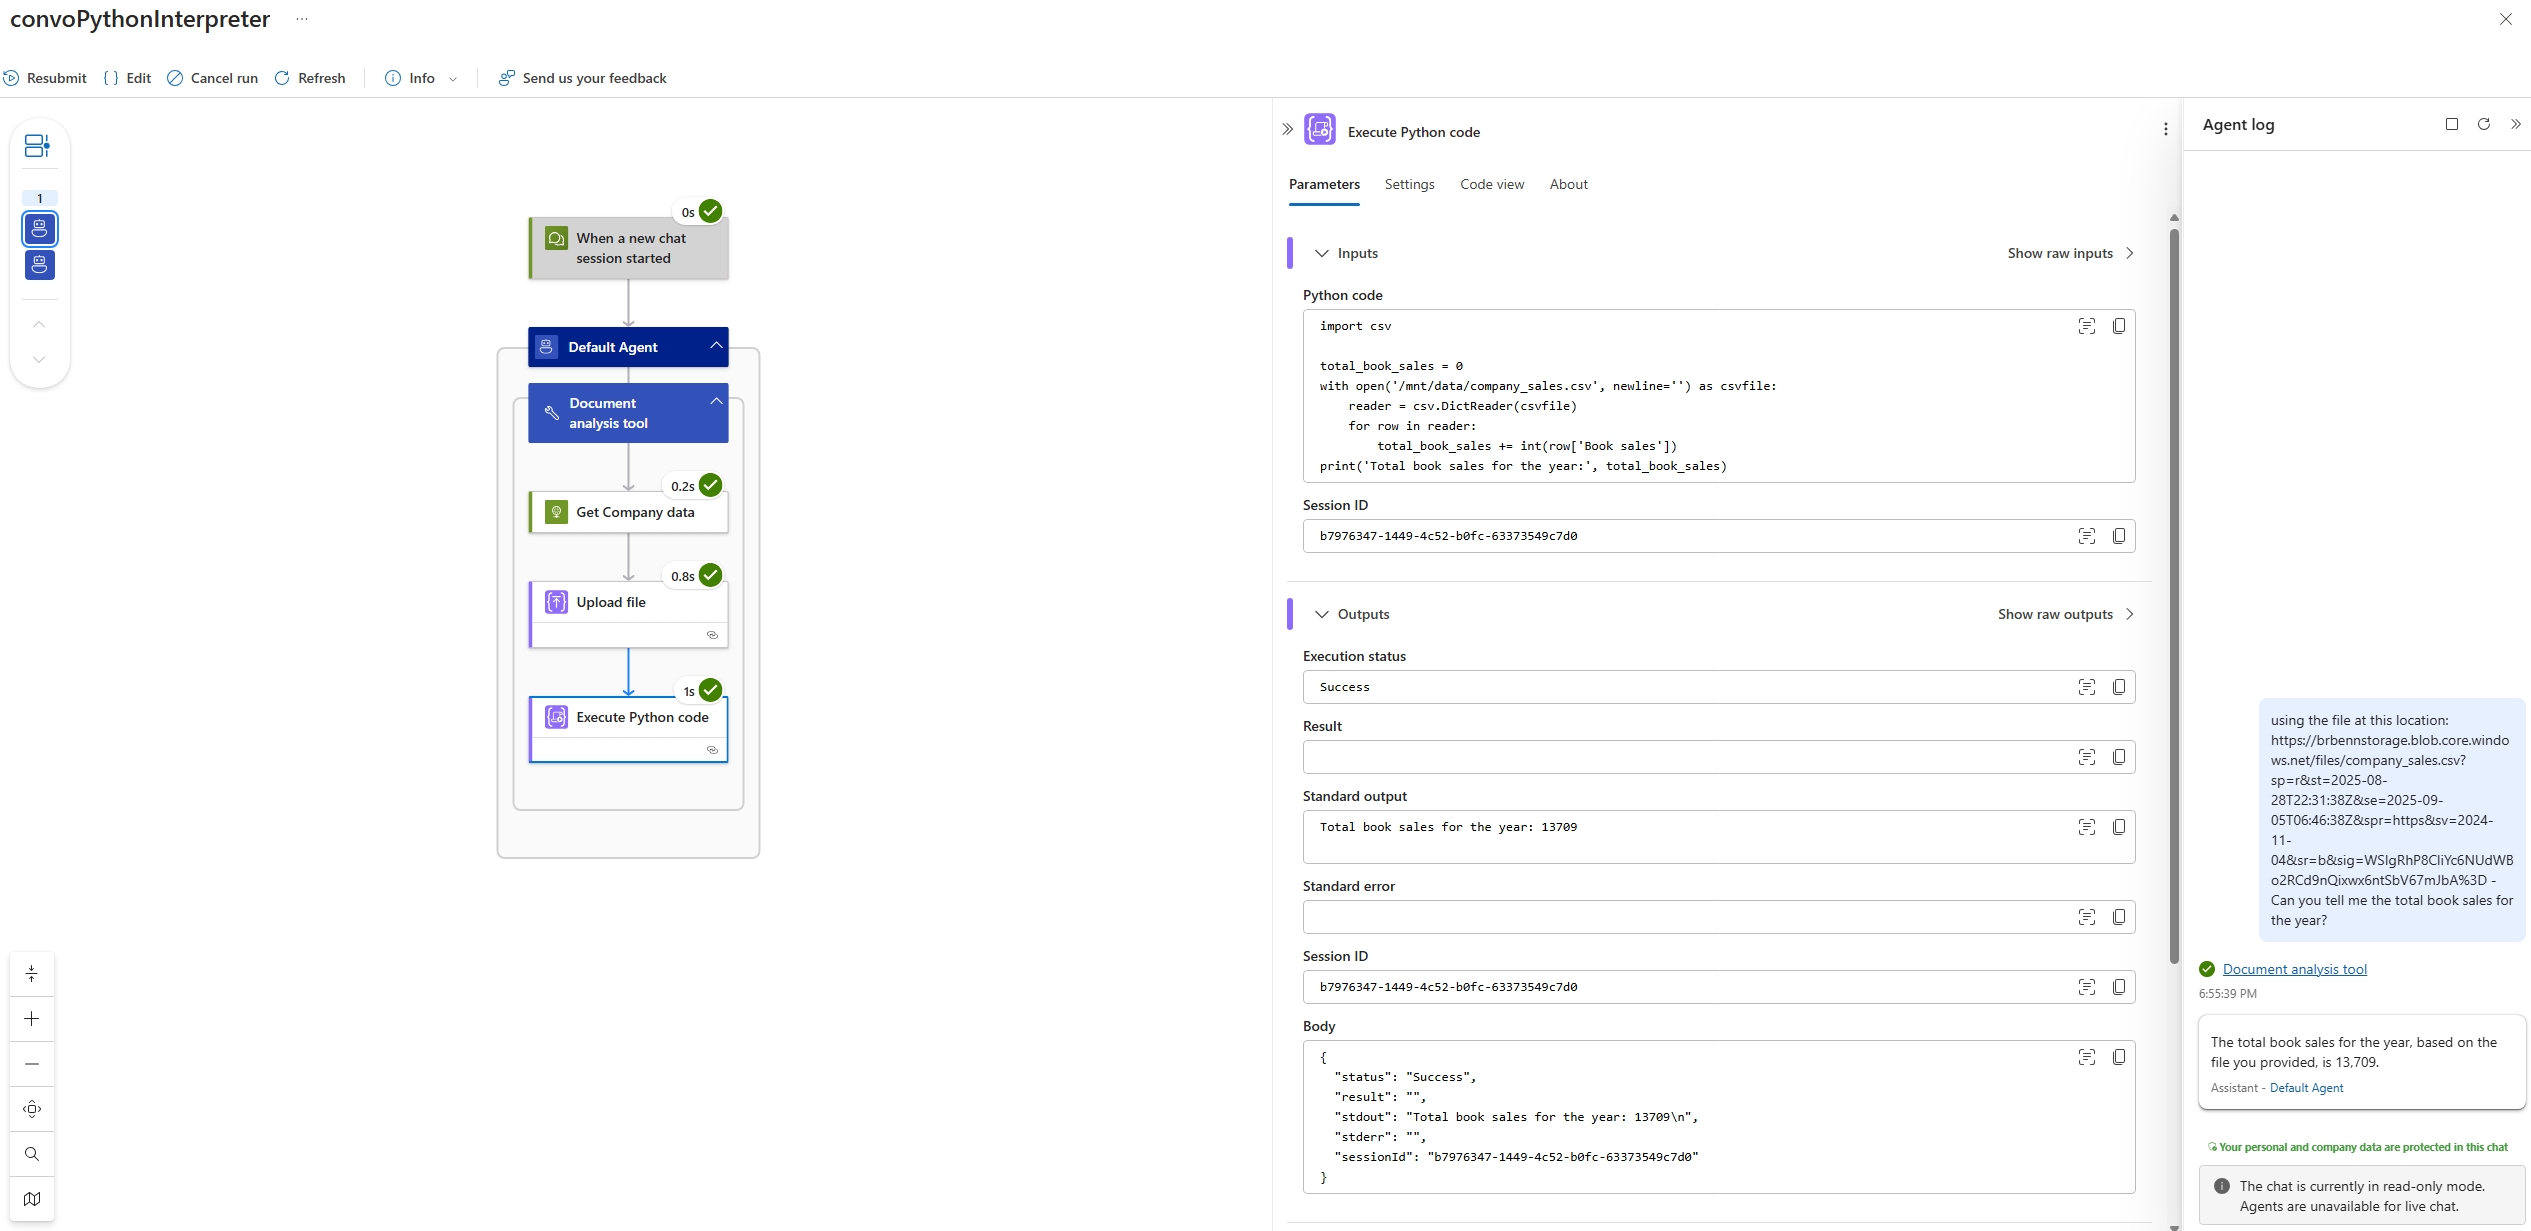 convoPythonInterpreter ...
Resubmit Edit Cancel run Refresh Info Send us your feedback
1
0s
When a new chat
session started
Default Agent
Document
analysis tool
0.2s
Get Company data
0.8s
Upload file
1s
Execute Python code
Execute Python code
Parameters Settings Code view About
Inputs Show raw inputs
Python code
import csv
total_book_sales = 0
with open('/mnt/data/company_sales.csv', newline='') as csvfile:
    reader = csv.DictReader(csvfile)
    for row in reader:
        total_book_sales += int(row['Book sales'])
print('Total book sales for the year:', total_book_sales)
Session ID
b7976347-1449-4c52-b0fc-63373549c7d0
Outputs Show raw outputs
Execution status
Success
Result
Standard output
Total book sales for the year: 13709
Standard error
Session ID
b7976347-1449-4c52-b0fc-63373549c7d0
Body
{
  "status": "Success",
  "result": "",
  "stdout": "Total book sales for the year: 13709\n",
  "stderr": "",
  "sessionId": "b7976347-1449-4c52-b0fc-63373549c7d0"
}
Agent log
using the file at this location:
https://brbennstorage.blob.core.windo
ws.net/files/company_sales.csv?
sp=r&st=2025-08-
28T22:31:38Z&se=2025-09-
05T06:46:38Z&spr=https&sv=2024-
11-
04&sr=b&sig=WSIgRhP8CIiYc6NUdWB
o2RCd9nQixwx6ntSbV67mJbA%3D -
Can you tell me the total book sales for
the year?
Document analysis tool
6:55:39 PM
The total book sales for the year, based on the
file you provided, is 13,709.
Assistant - Default Agent
Your personal and company data are protected in this chat
The chat is currently in read-only mode.
Agents are unavailable for live chat.